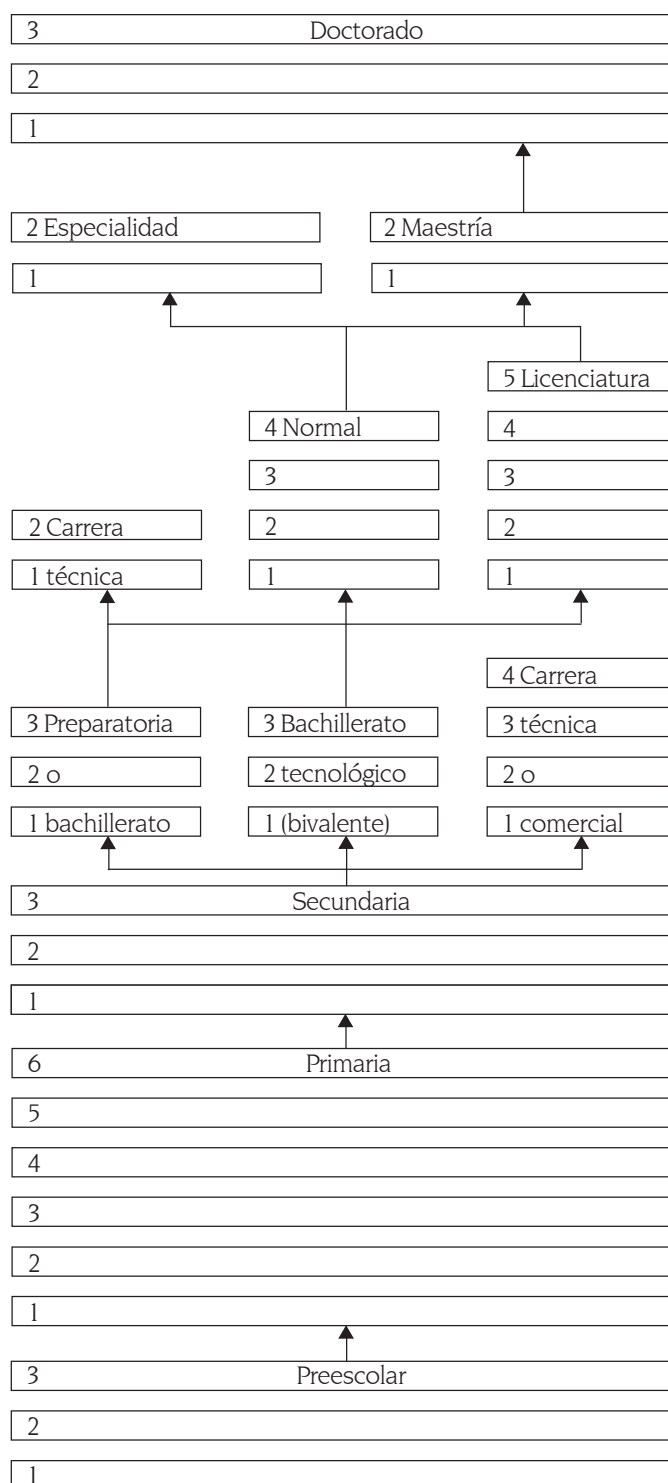 3 Doctorado
2
1
2 Especialidad 2 Maestría
1 1
5 Licenciatura
4 Normal 4
3 3
2 Carrera 2 2
1 técnica 1 1
4 Carrera
3 Preparatoria 3 Bachillerato 3 técnica
2 o 2 tecnológico 2 o
1 bachillerato 1 (bivalente) 1 comercial
3 Secundaria
2
1
6 Primaria
5
4
3
2
1
3 Preescolar
2
1